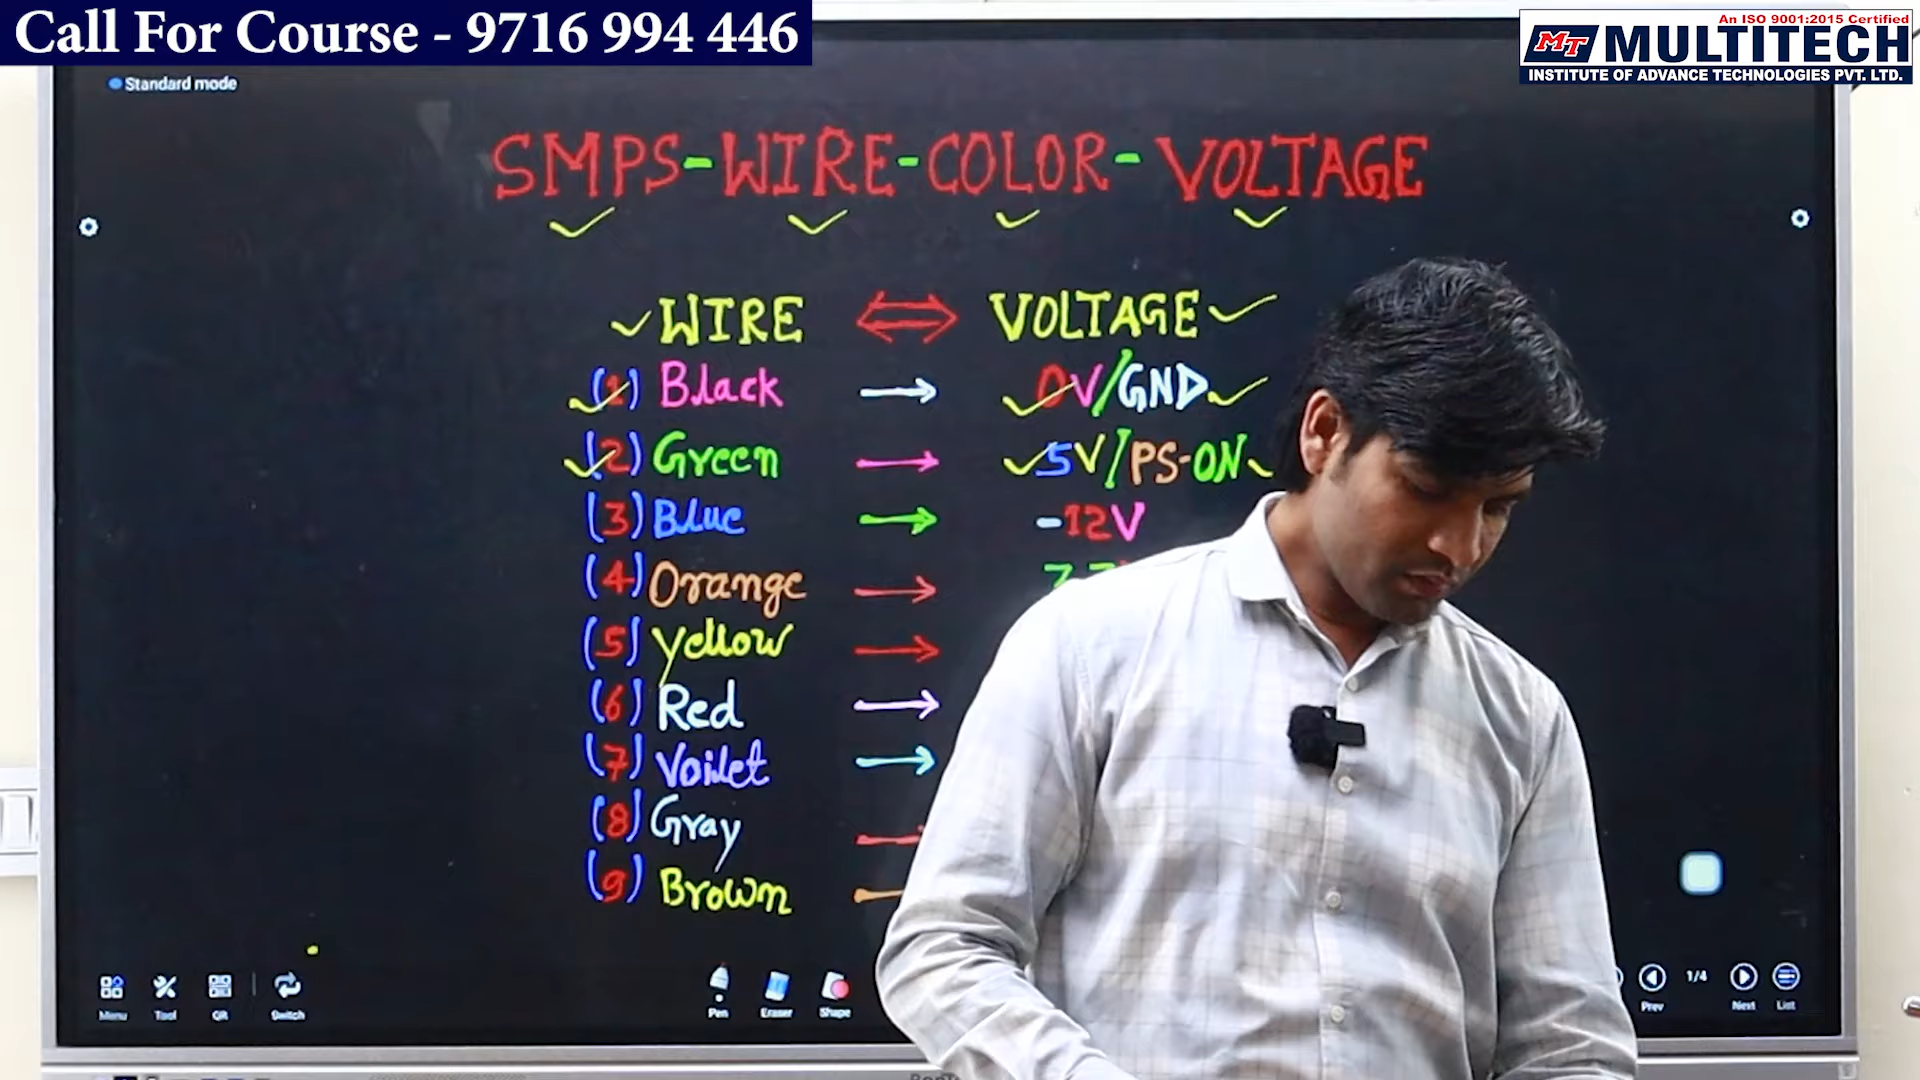 Call For Course - 9716 994 446
An ISO 9001:2015 Certified
MT MULTITECH
INSTITUTE OF ADVANCE TECHNOLOGIES PVT. LTD.
Standard mode
SMPS-WIRE-COLOR-VOLTAGE
WIRE VOLTAGE
(1) Black → 0V/GND
(2) Green → 5V/PS-ON
(3) Blue → -12V
(4) Orange →
(5) Yellow →
(6) Red →
(7) Voilet →
(8) Gray
(9) Brown
Menu Tool QR Switch Pen Eraser Shape Prev 1/4 Next List